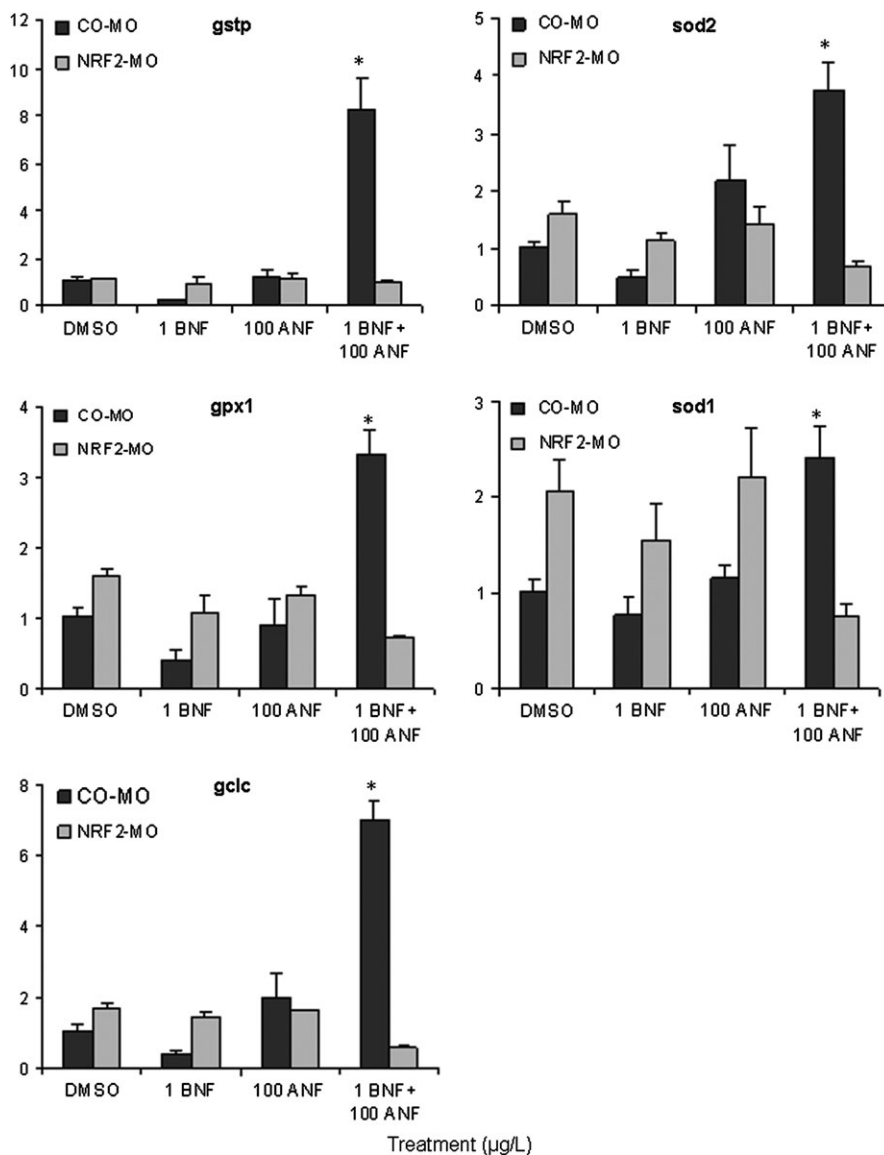 gstp
CO-MO
NRF2-MO
*
12
10
8
6
4
2
0
DMSO
1 BNF
100 ANF
1 BNF+
100 ANF
sod2
CO-MO
NRF2-MO
*
5
4
3
2
1
0
DMSO
1 BNF
100 ANF
1 BNF+
100 ANF
gpx1
CO-MO
NRF2-MO
*
4
3
2
1
0
DMSO
1 BNF
100 ANF
1 BNF+
100 ANF
sod1
CO-MO
NRF2-MO
*
3
2
1
0
DMSO
1 BNF
100 ANF
1 BNF+
100 ANF
gclc
CO-MO
NRF2-MO
*
8
6
4
2
0
DMSO
1 BNF
100 ANF
1 BNF+
100 ANF
Treatment (µg/L)